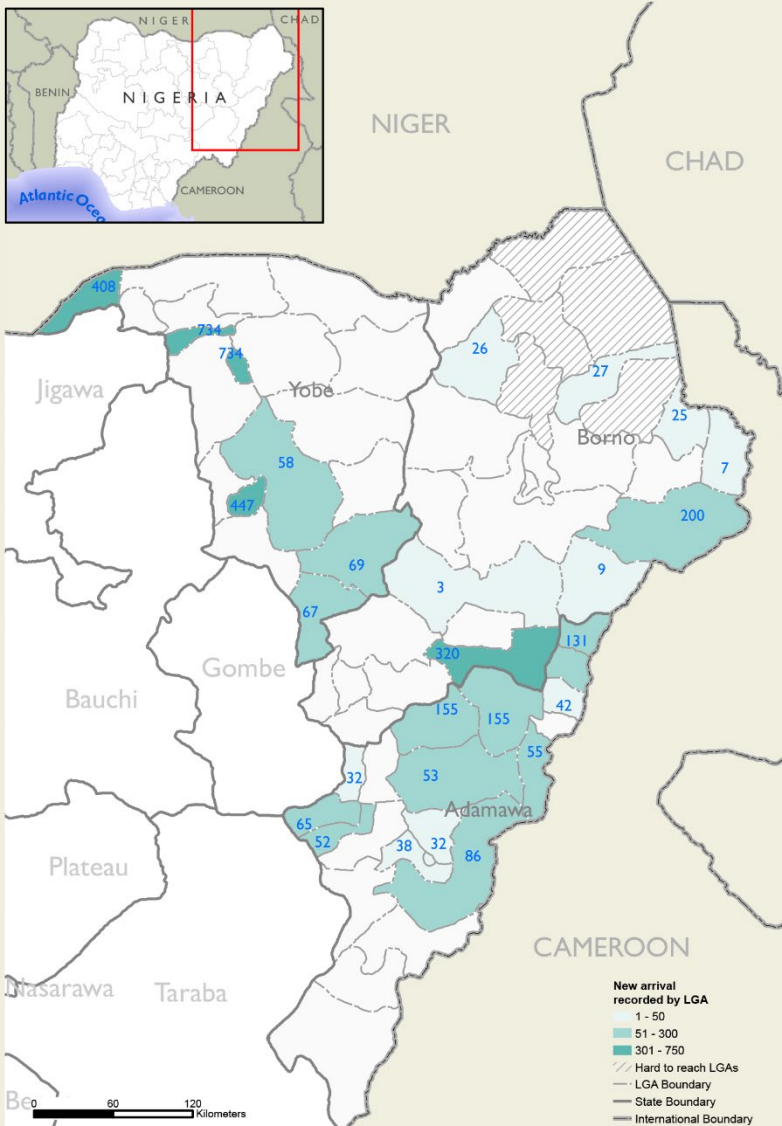 NIGER
CHAD
BENIN
NIGERIA
CAMEROON
Atlantic Ocea
NIGER
CHAD
408
734
734
26
27
Jigawa
Yobe
25
Borno
58
7
447
200
69
9
3
67
131
320
Gombe
Bauchi
155
155
42
55
32
53
Adamawa
65
52
38
32
86
Plateau
CAMEROON
Nasarawa
Taraba
New arrival
recorded by LGA
1 - 50
51 - 300
301 - 750
Hard to reach LGAs
LGA Boundary
State Boundary
International Boundary
Be
0 60 120
Kilometers